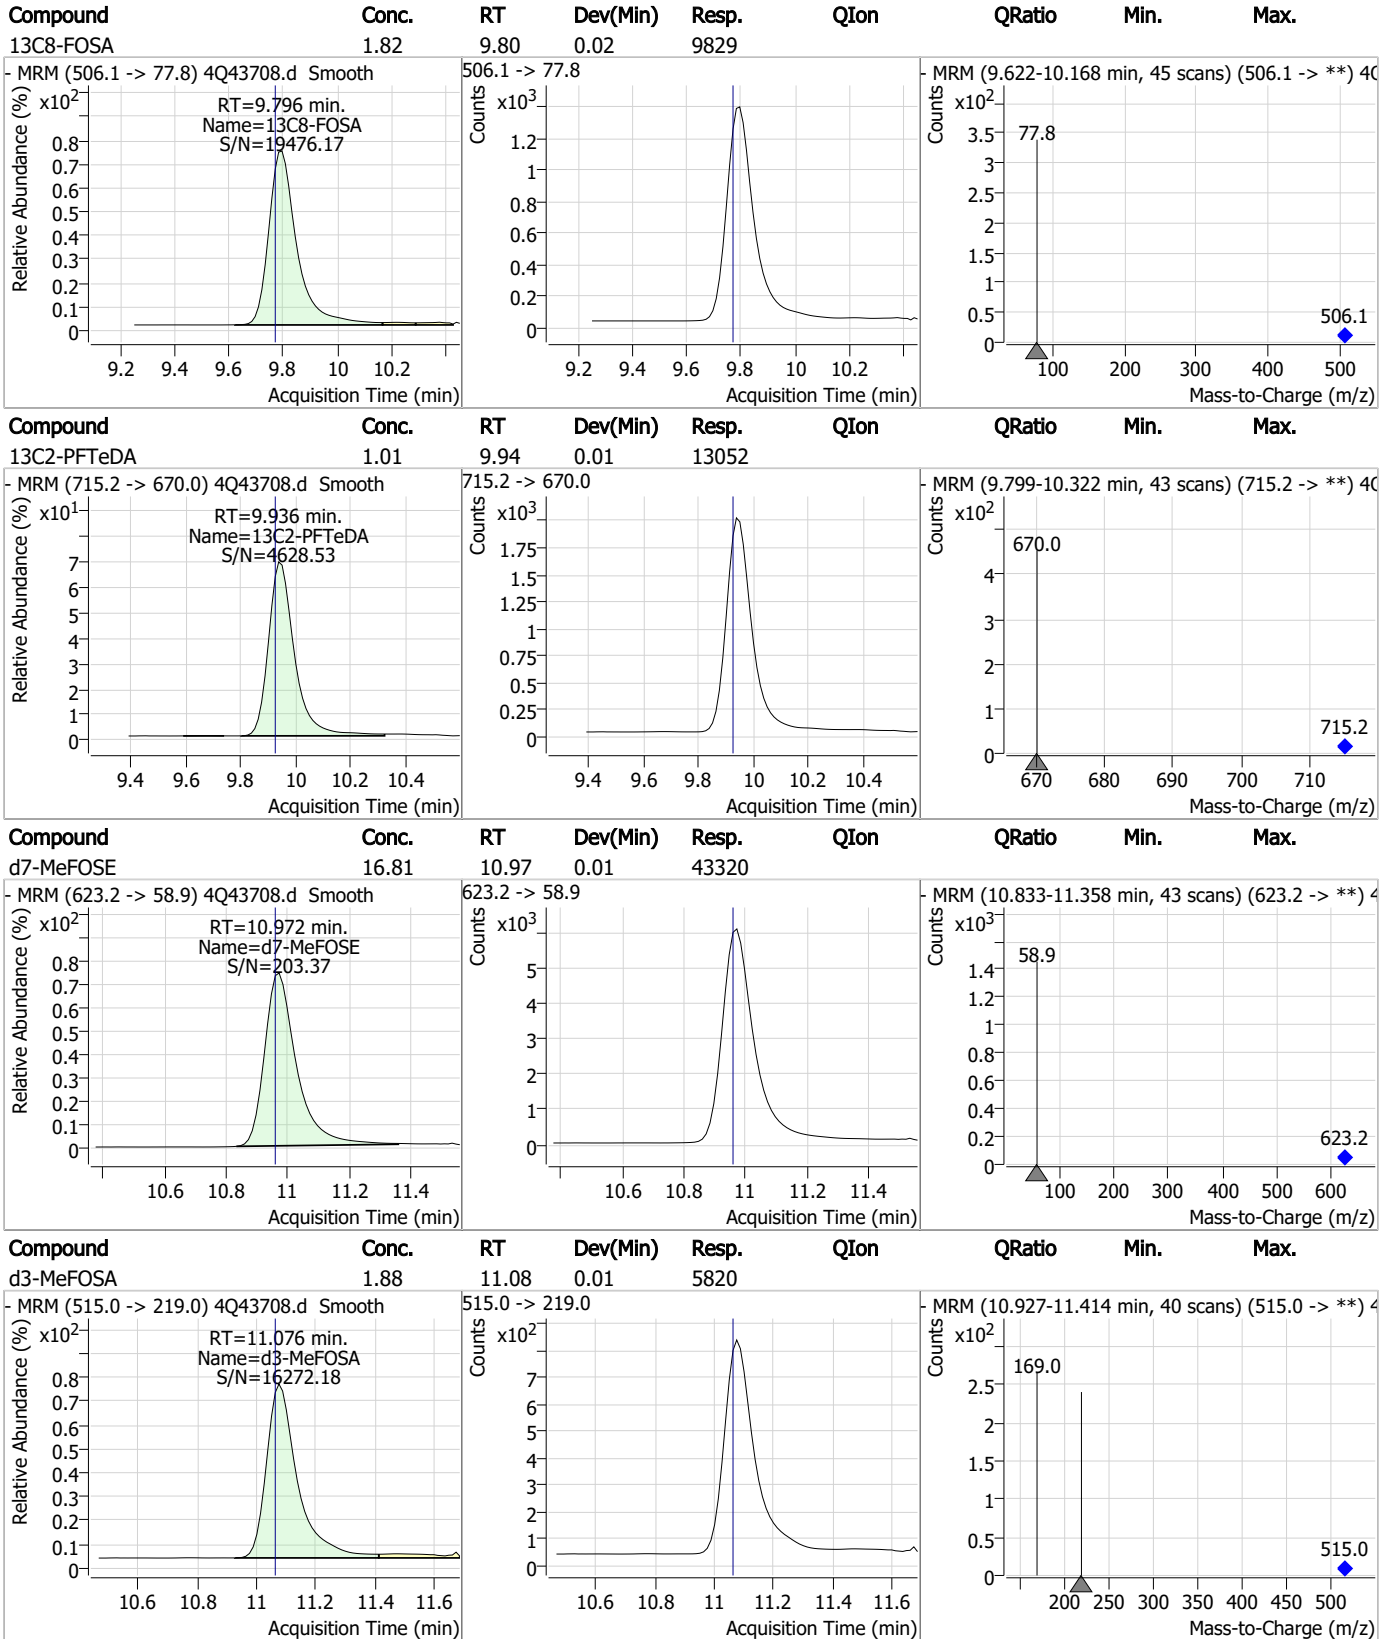 Compound Conc. RT Dev(Min) Resp. QIon QRatio Min. Max.
13C8-FOSA 1.82 9.80 0.02 9829
- MRM (506.1 -> 77.8) 4Q43708.d Smooth
Relative Abundance (%)
x10²
RT=9.796 min.
Name=13C8-FOSA
S/N=19476.17
0.8
0.7
0.6
0.5
0.4
0.3
0.2
0.1
0
9.2 9.4 9.6 9.8 10 10.2
Acquisition Time (min)
506.1 -> 77.8
Counts
x10³
1.2
1
0.8
0.6
0.4
0.2
0
9.2 9.4 9.6 9.8 10 10.2
Acquisition Time (min)
- MRM (9.622-10.168 min, 45 scans) (506.1 -> **) 4Q
Counts
x10²
3.5
3
2.5
2
1.5
1
0.5
0
77.8
506.1
100 200 300 400 500
Mass-to-Charge (m/z)
Compound Conc. RT Dev(Min) Resp. QIon QRatio Min. Max.
13C2-PFTeDA 1.01 9.94 0.01 13052
- MRM (715.2 -> 670.0) 4Q43708.d Smooth
Relative Abundance (%)
x10¹
RT=9.936 min.
Name=13C2-PFTeDA
S/N=4628.53
7
6
5
4
3
2
1
0
9.4 9.6 9.8 10 10.2 10.4
Acquisition Time (min)
715.2 -> 670.0
Counts
x10³
1.75
1.5
1.25
1
0.75
0.5
0.25
0
9.4 9.6 9.8 10 10.2 10.4
Acquisition Time (min)
- MRM (9.799-10.322 min, 43 scans) (715.2 -> **) 4Q
Counts
x10²
4
3
2
1
0
670.0
715.2
670 680 690 700 710
Mass-to-Charge (m/z)
Compound Conc. RT Dev(Min) Resp. QIon QRatio Min. Max.
d7-MeFOSE 16.81 10.97 0.01 43320
- MRM (623.2 -> 58.9) 4Q43708.d Smooth
Relative Abundance (%)
x10²
RT=10.972 min.
Name=d7-MeFOSE
S/N=203.37
0.8
0.7
0.6
0.5
0.4
0.3
0.2
0.1
0
10.6 10.8 11 11.2 11.4
Acquisition Time (min)
623.2 -> 58.9
Counts
x10³
5
4
3
2
1
0
10.6 10.8 11 11.2 11.4
Acquisition Time (min)
- MRM (10.833-11.358 min, 43 scans) (623.2 -> **) 4
Counts
x10³
1.4
1.2
1
0.8
0.6
0.4
0.2
0
58.9
623.2
100 200 300 400 500 600
Mass-to-Charge (m/z)
Compound Conc. RT Dev(Min) Resp. QIon QRatio Min. Max.
d3-MeFOSA 1.88 11.08 0.01 5820
- MRM (515.0 -> 219.0) 4Q43708.d Smooth
Relative Abundance (%)
x10²
RT=11.076 min.
Name=d3-MeFOSA
S/N=16272.18
0.8
0.7
0.6
0.5
0.4
0.3
0.2
0.1
0
10.6 10.8 11 11.2 11.4 11.6
Acquisition Time (min)
515.0 -> 219.0
Counts
x10²
7
6
5
4
3
2
1
0
10.6 10.8 11 11.2 11.4 11.6
Acquisition Time (min)
- MRM (10.927-11.414 min, 40 scans) (515.0 -> **) 4
Counts
x10²
2.5
2
1.5
1
0.5
0
169.0
515.0
200 250 300 350 400 450 500
Mass-to-Charge (m/z)